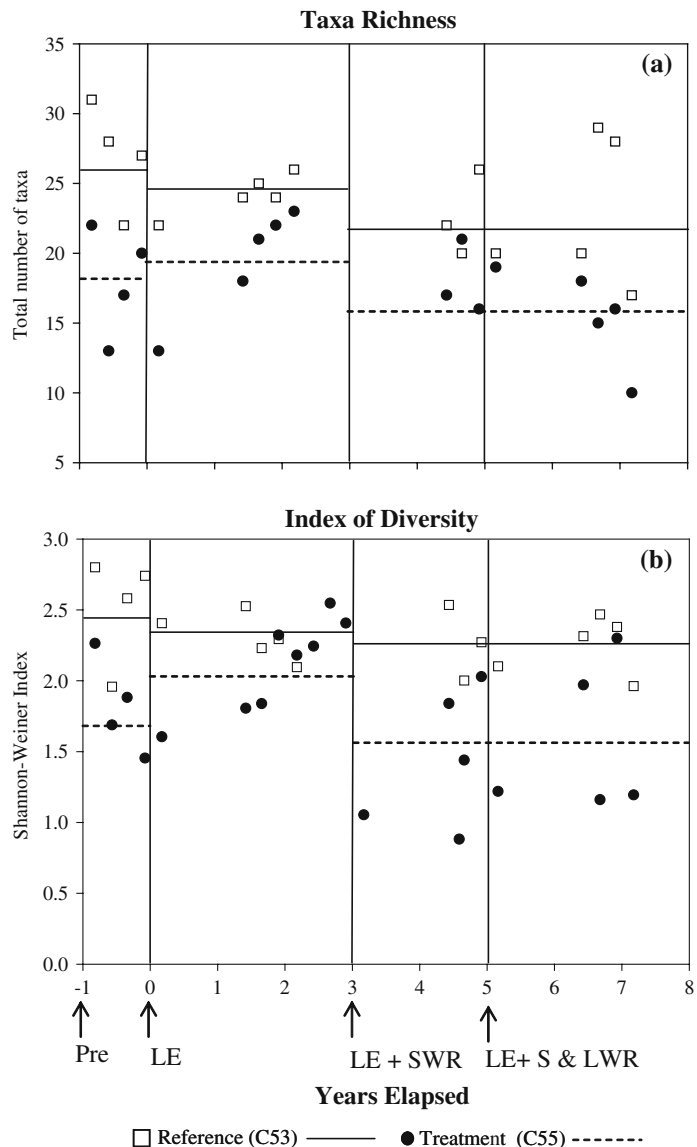 Taxa Richness
(a)
Total number of taxa
35
30
25
20
15
10
5
Index of Diversity
(b)
Shannon-Weiner Index
3.0
2.5
2.0
1.5
1.0
0.5
0.0
-1 0 1 2 3 4 5 6 7 8
Pre LE LE + SWR LE+ S & LWR
Years Elapsed
Reference (C53) Treatment (C55)